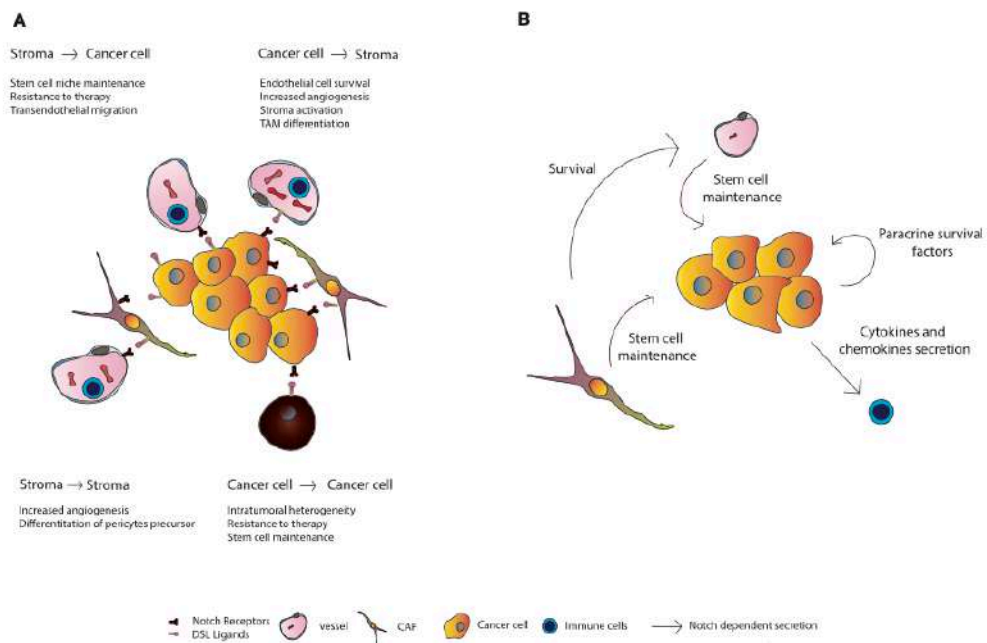 A
Stroma → Cancer cell
Stem cell niche maintenance
Resistance to therapy
Transendothelial migration
Cancer cell → Stroma
Endothelial cell survival
Increased angiogenesis
Stroma activation
TAM differentiation
Stroma → Stroma
Increased angiogenesis
Differentitation of pericytes precursor
Cancer cell → Cancer cell
Intratumoral heterogeneity
Resistance to therapy
Stem cell maintenance
B
Survival
Stem cell
maintenance
Paracrine survival
factors
Stem cell
maintenance
Cytokines and
chemokines secretion
Notch Receptors
DSL Ligands
vessel
CAF
Cancer cell
Immune cells
Notch dependent secretion